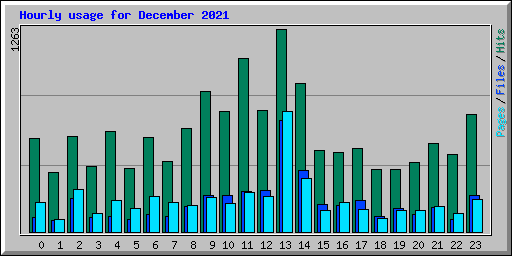 Hourly usage for December 2021
1263
Pages/Files/Hits
0 1 2 3 4 5 6 7 8 9 10 11 12 13 14 15 16 17 18 19 20 21 22 23